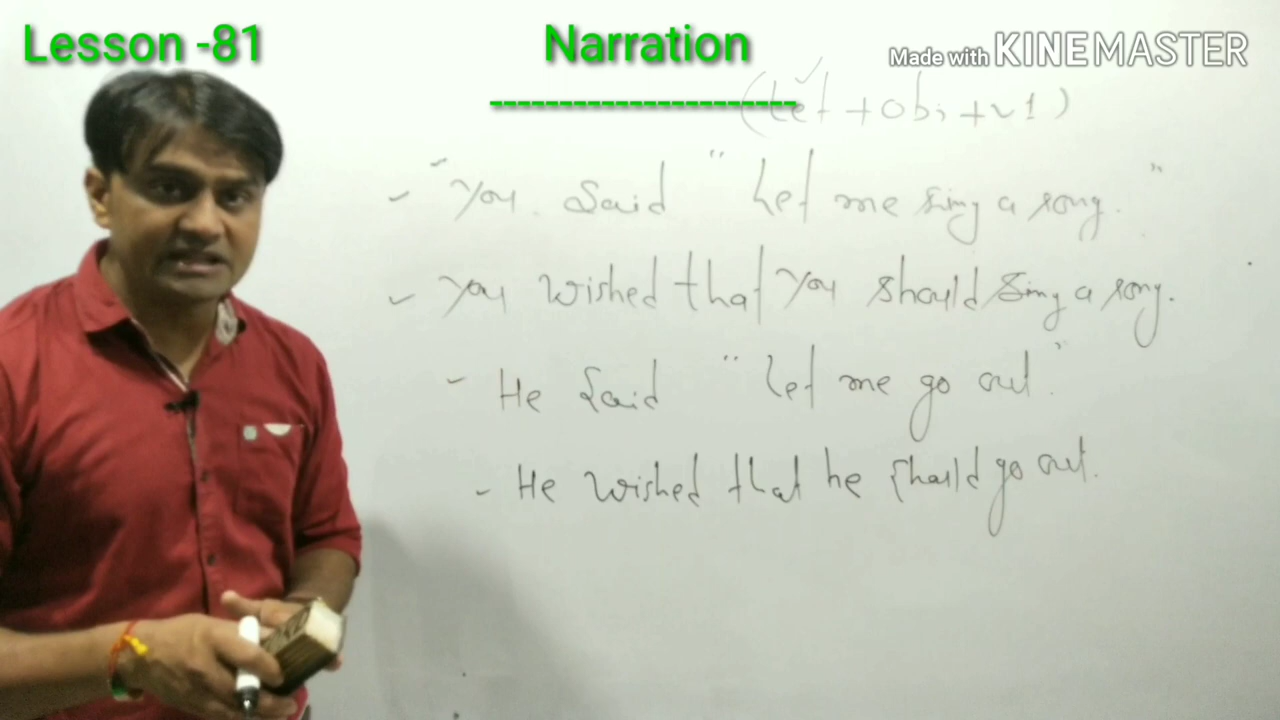 Lesson -81
Narration
Made with KINEMASTER
(Let + obj + v1)
"You said "Let me sing a song."
You wished that you should sing a song.
He said "Let me go out."
He wished that he should go out.